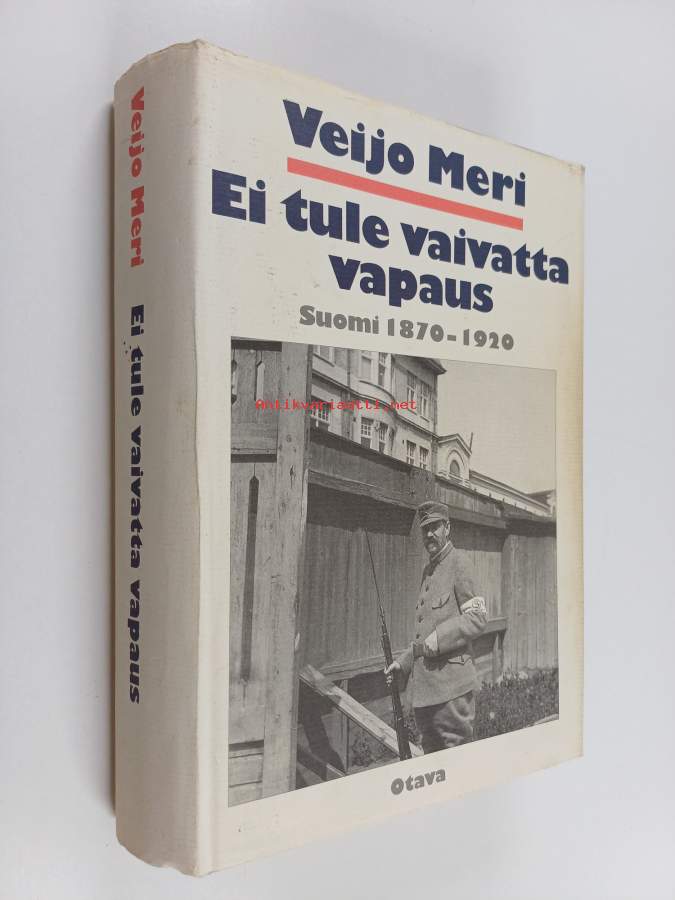 Veijo Meri
Ei tule vaivatta
vapaus
Suomi 1870–1920
Antikvariaatti.net
Otava
Veijo Meri Ei tule vaivatta vapaus